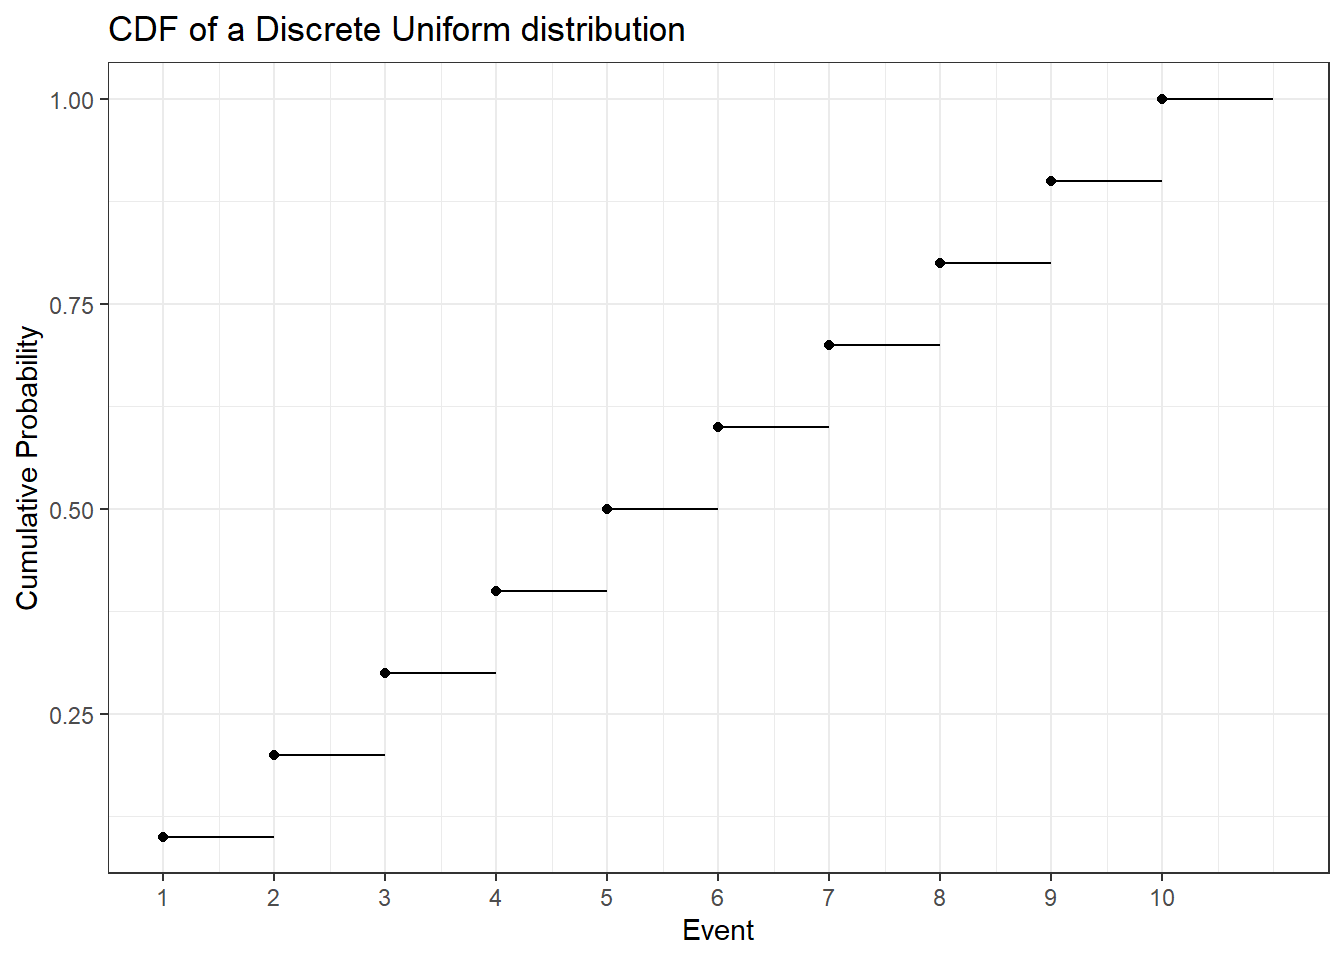 CDF of a Discrete Uniform distribution
1.00
0.75
0.50
0.25
Cumulative Probability
1 2 3 4 5 6 7 8 9 10
Event